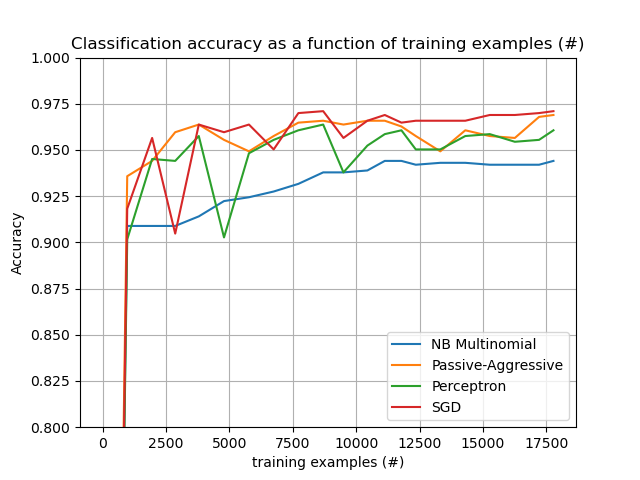 Classification accuracy as a function of training examples (#)
1.000
0.975
0.950
0.925
0.900
0.875
0.850
0.825
0.800
Accuracy
NB Multinomial
Passive-Aggressive
Perceptron
SGD
0 2500 5000 7500 10000 12500 15000 17500
training examples (#)